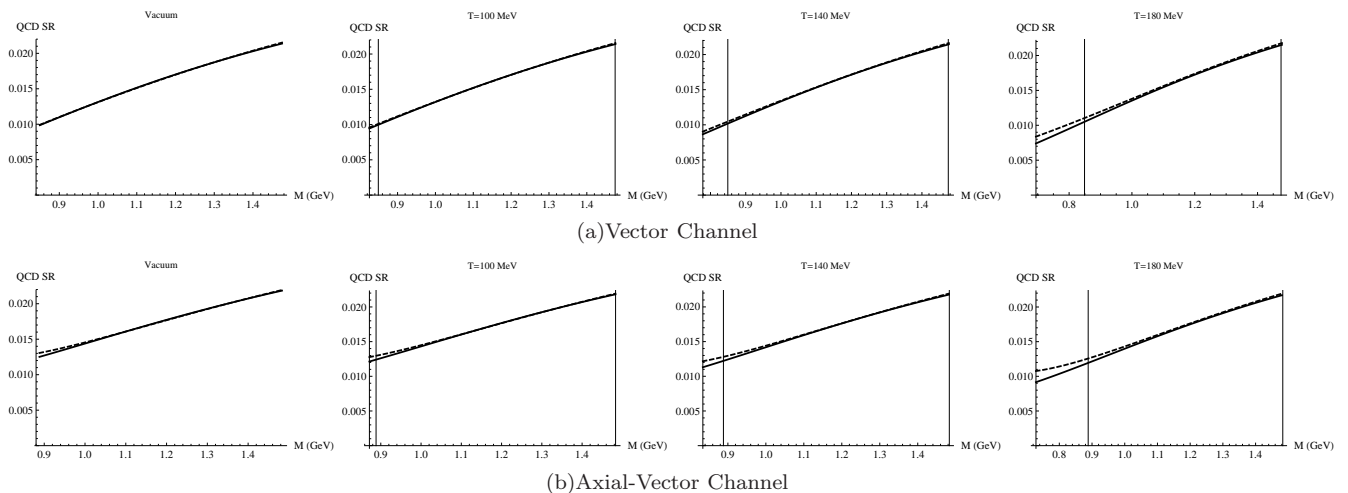 Vacuum T=100 MeV T=140 MeV T=180 MeV
QCD SR QCD SR QCD SR QCD SR
0.020 0.020 0.020 0.020
0.015 0.015 0.015 0.015
0.010 0.010 0.010 0.010
0.005 0.005 0.005 0.005
M (GeV) M (GeV) M (GeV) M (GeV)
0.9 1.0 1.1 1.2 1.3 1.4 0.9 1.0 1.1 1.2 1.3 1.4 0.8 0.9 1.0 1.1 1.2 1.3 1.4 0.8 1.0 1.2 1.4
(a)Vector Channel
Vacuum T=100 MeV T=140 MeV T=180 MeV
QCD SR QCD SR QCD SR QCD SR
0.020 0.020 0.020 0.020
0.015 0.015 0.015 0.015
0.010 0.010 0.010 0.010
0.005 0.005 0.005 0.005
M (GeV) M (GeV) M (GeV) M (GeV)
0.9 1.0 1.1 1.2 1.3 1.4 0.9 1.0 1.1 1.2 1.3 1.4 0.9 1.0 1.1 1.2 1.3 1.4 0.8 0.9 1.0 1.1 1.2 1.3 1.4
(b)Axial-Vector Channel